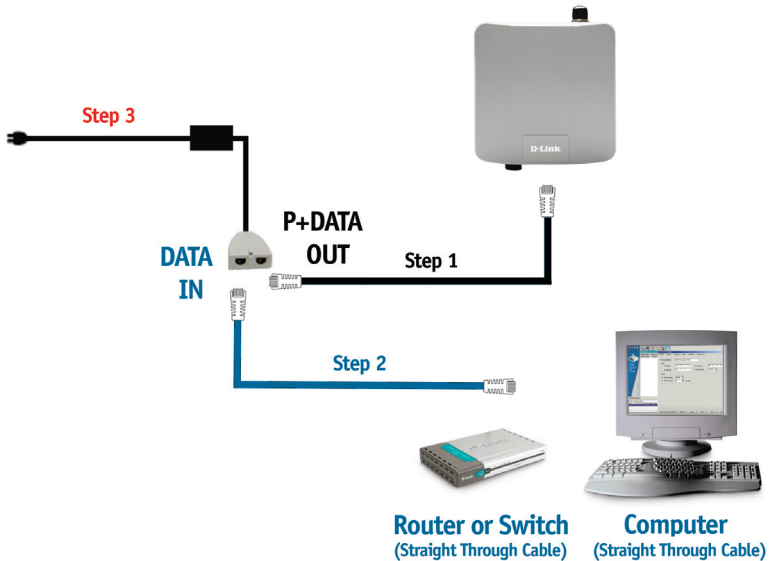 D-Link
Step 3
P+DATA
OUT
DATA
IN
Step 1
Step 2
D-Link
Router or Switch
(Straight Through Cable)
Computer
(Straight Through Cable)